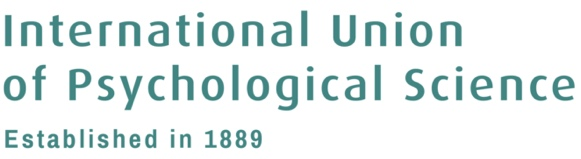 International Union
of Psychological Science
Established in 1889